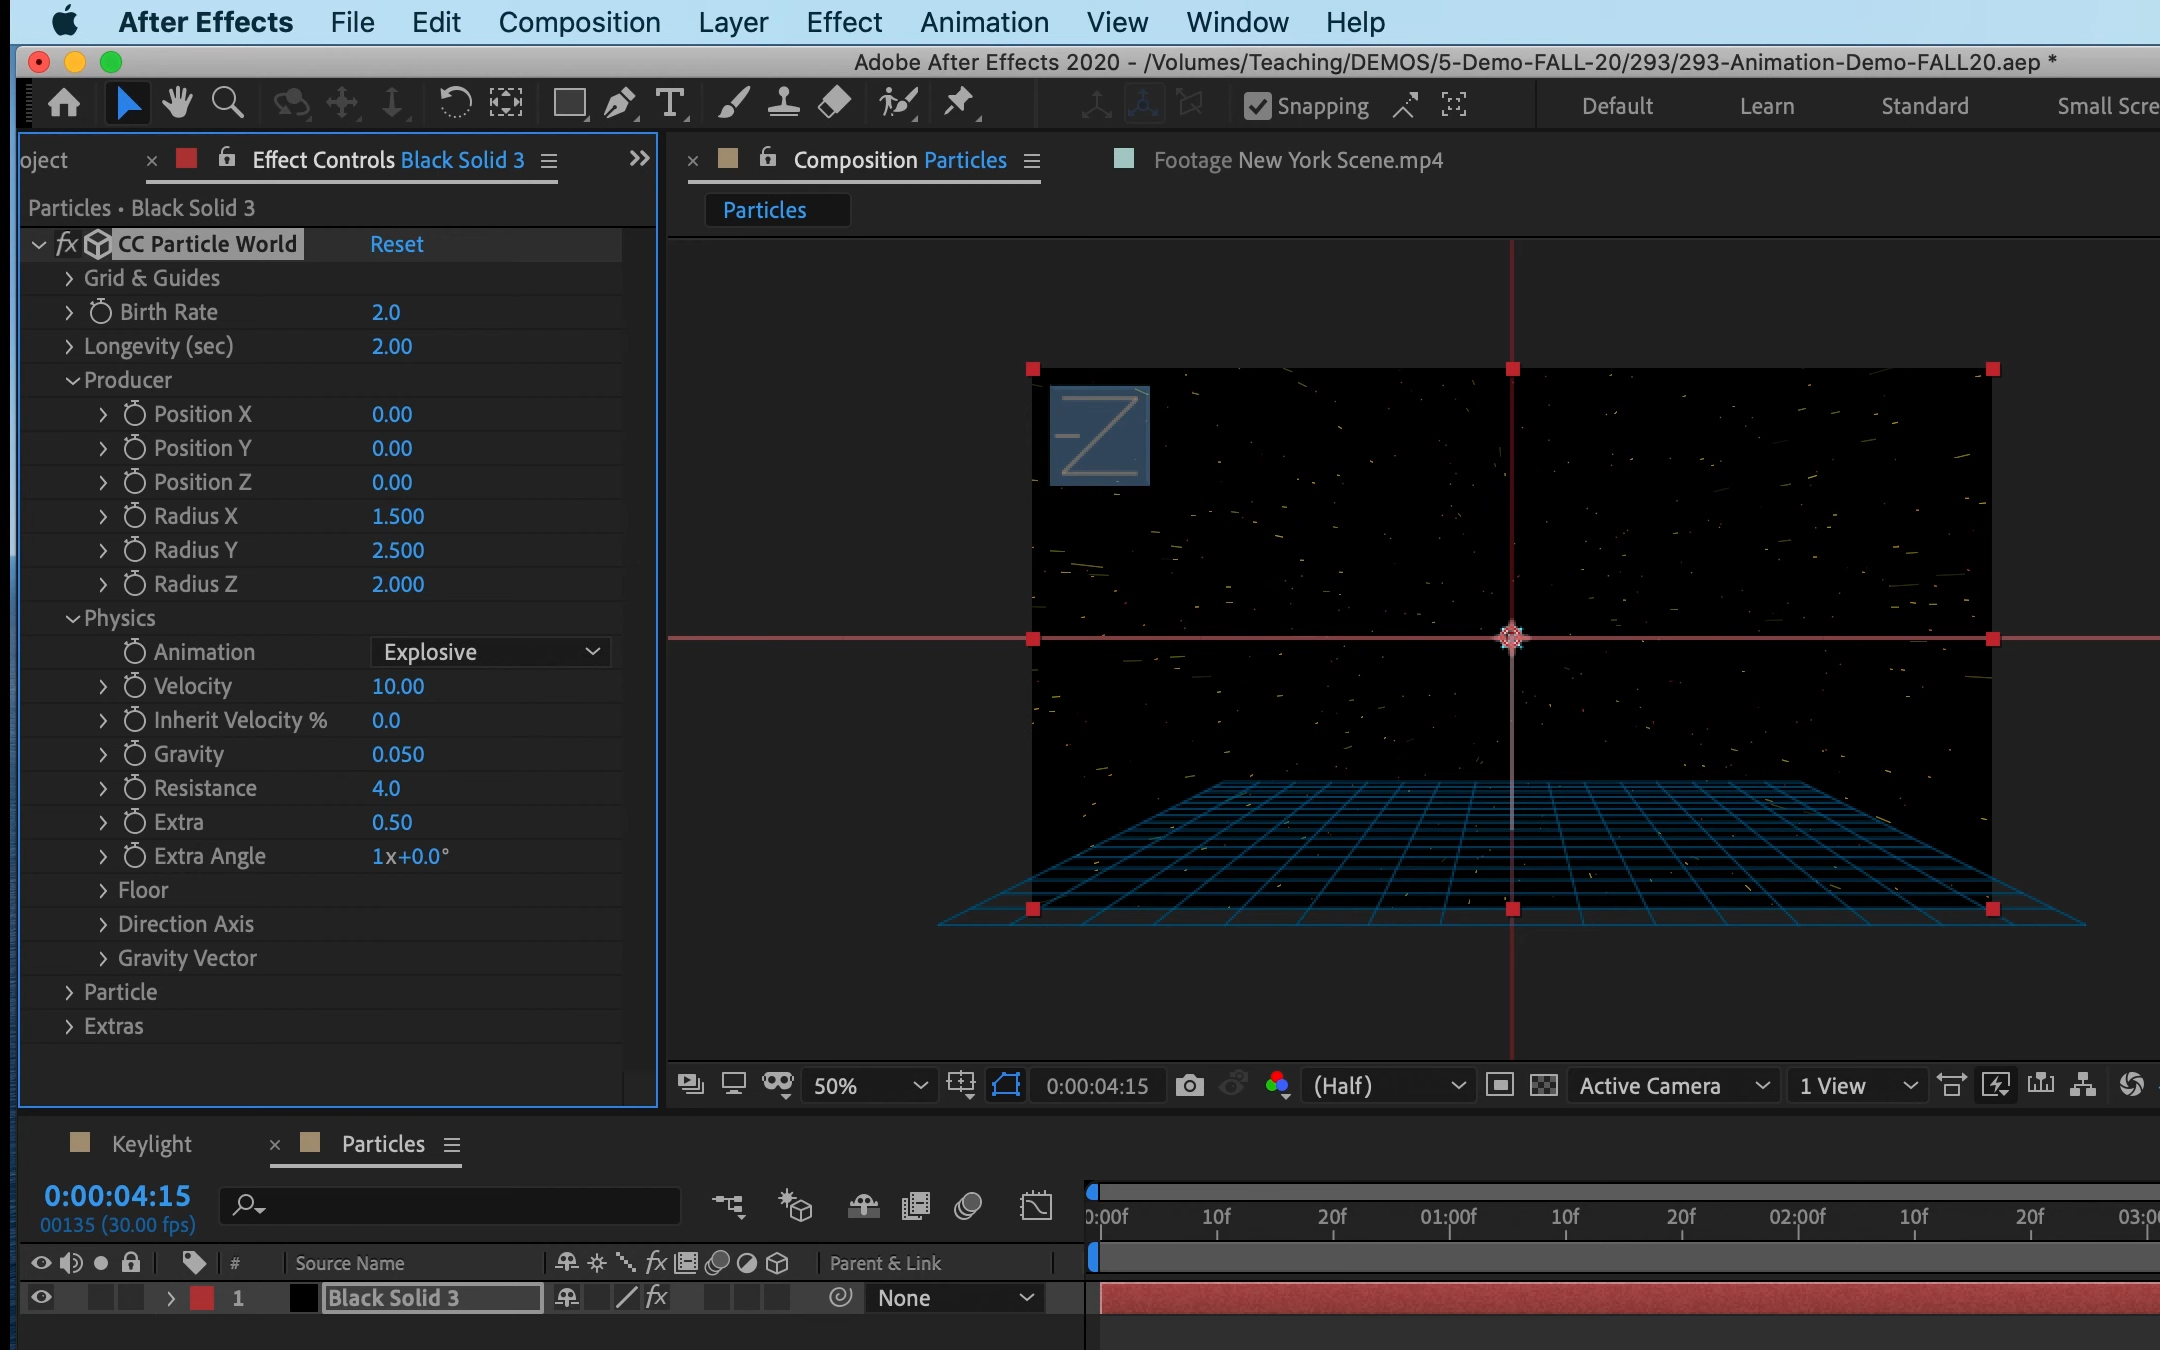 After Effects File Edit Composition Layer Effect Animation View Window Help
Adobe After Effects 2020 - /Volumes/Teaching/DEMOS/5-Demo-FALL-20/293/293-Animation-Demo-FALL20.aep *
Snapping Default Learn Standard Small Scre
oject × Effect Controls Black Solid 3 × Composition Particles Footage New York Scene.mp4
Particles • Black Solid 3
Particles
fx CC Particle World Reset
Grid & Guides
Birth Rate 2.0
Longevity (sec) 2.00
Producer
Position X 0.00
Position Y 0.00
Position Z 0.00
Radius X 1.500
Radius Y 2.500
Radius Z 2.000
Physics
Animation Explosive
Velocity 10.00
Inherit Velocity % 0.0
Gravity 0.050
Resistance 4.0
Extra 0.50
Extra Angle 1x+0.0°
Floor
Direction Axis
Gravity Vector
Particle
Extras
-Z
50% 0:00:04:15 (Half) Active Camera 1 View
Keylight × Particles
0:00:04:15
00135 (30.00 fps)
0:00f 10f 20f 01:00f 10f 20f 02:00f 10f 20f 03:0
# Source Name fx Parent & Link
1 Black Solid 3 fx None